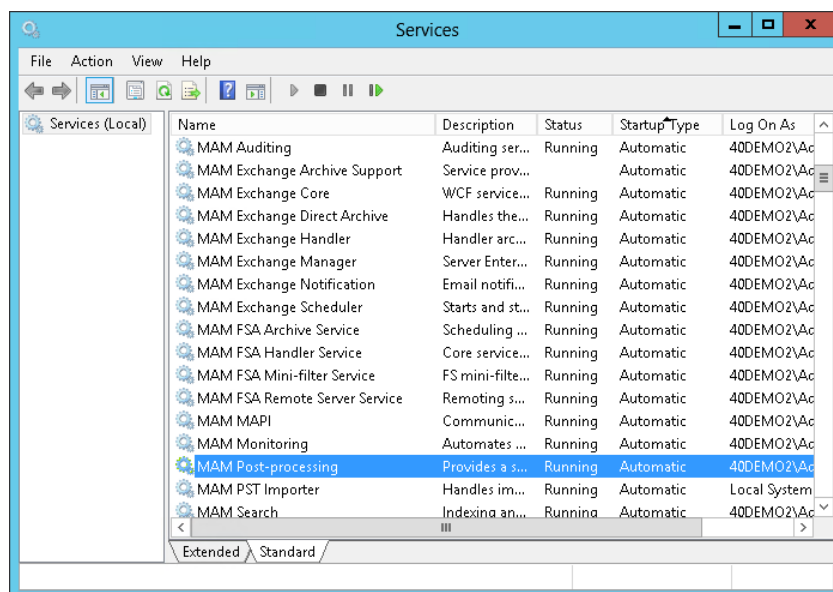 Services
File Action View Help
Services (Local)
Name Description Status Startup Type Log On As
MAM Auditing Auditing ser... Running Automatic 40DEMO2\Ac
MAM Exchange Archive Support Service prov... Automatic 40DEMO2\Ac
MAM Exchange Core WCF service... Running Automatic 40DEMO2\Ac
MAM Exchange Direct Archive Handles the... Running Automatic 40DEMO2\Ac
MAM Exchange Handler Handler arc... Running Automatic 40DEMO2\Ac
MAM Exchange Manager Server Enter... Running Automatic 40DEMO2\Ac
MAM Exchange Notification Email notifi... Running Automatic 40DEMO2\Ac
MAM Exchange Scheduler Starts and st... Running Automatic 40DEMO2\Ac
MAM FSA Archive Service Scheduling ... Running Automatic 40DEMO2\Ac
MAM FSA Handler Service Core service... Running Automatic 40DEMO2\Ac
MAM FSA Mini-filter Service FS mini-filte... Running Automatic 40DEMO2\Ac
MAM FSA Remote Server Service Remoting s... Running Automatic 40DEMO2\Ac
MAM MAPI Communic... Running Automatic 40DEMO2\Ac
MAM Monitoring Automates ... Running Automatic 40DEMO2\Ac
MAM Post-processing Provides a s... Running Automatic 40DEMO2\Ac
MAM PST Importer Handles im... Running Automatic Local System
MAM Search Indexing an... Running Automatic 40DEMO2\Ac
Extended Standard